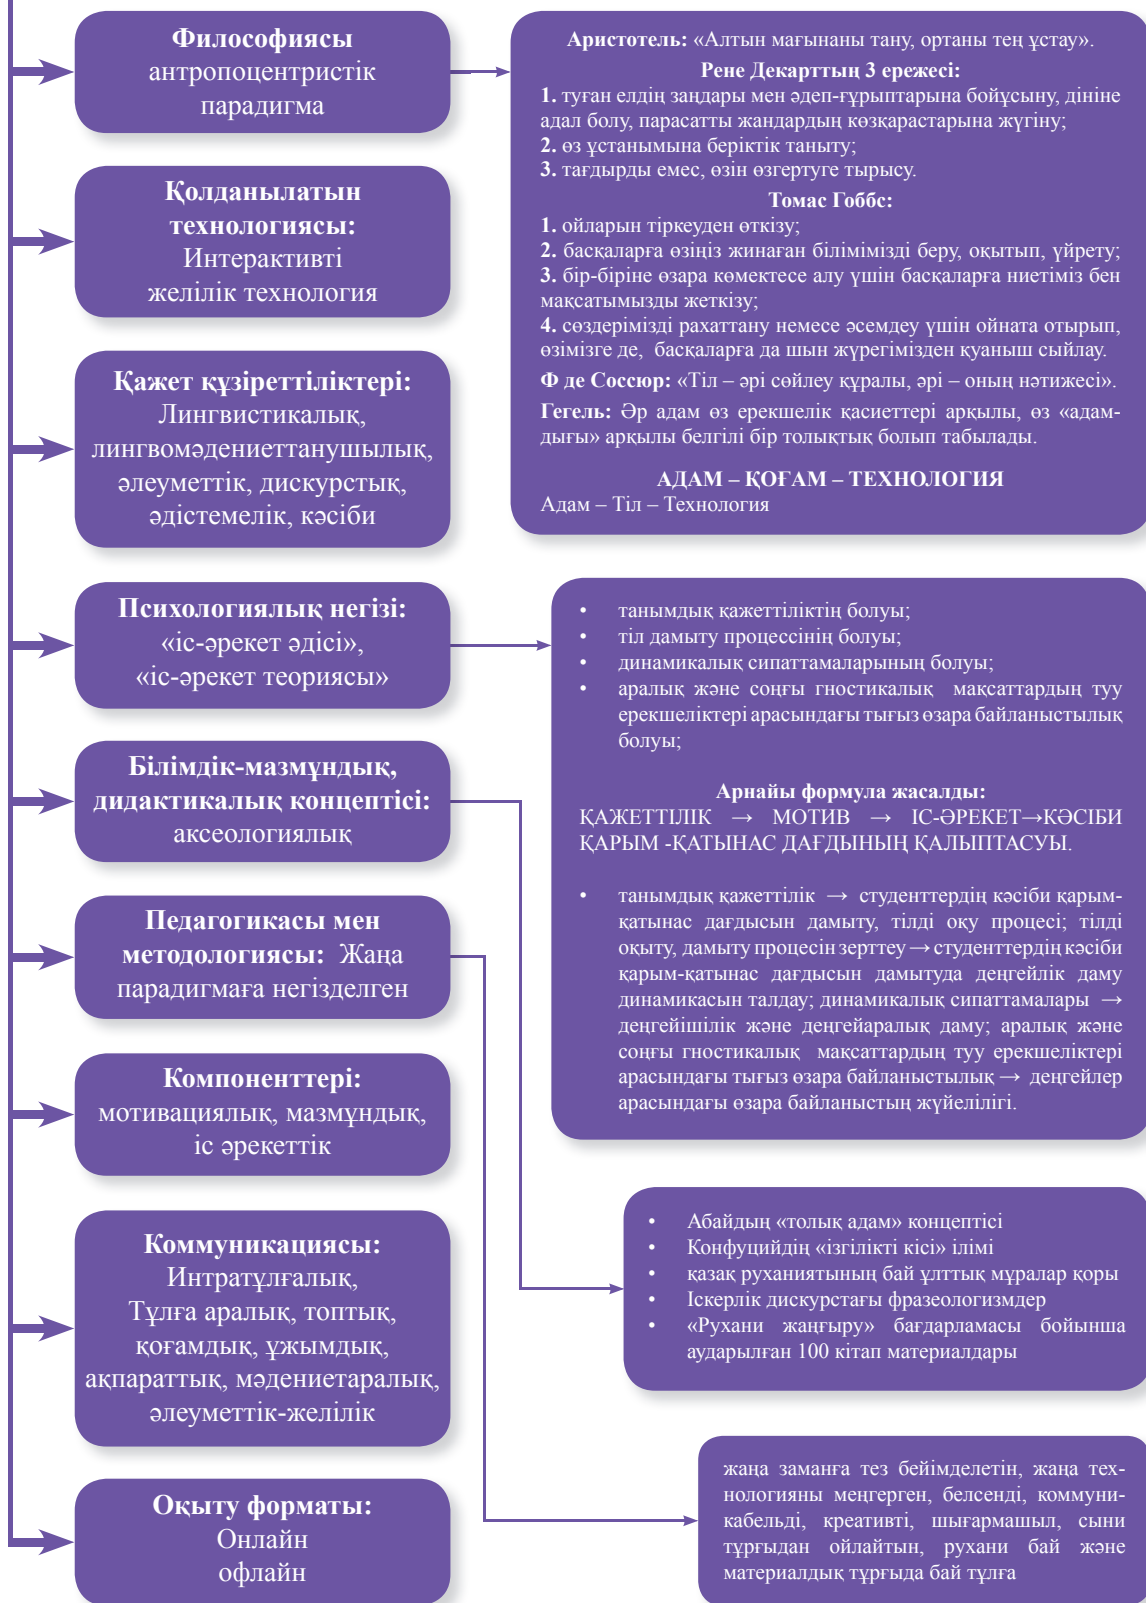 Философиясы
антропоцентристік
парадигма
Аристотель: «Алтын мағынаны тану, ортаны тең ұстау».
Рене Декарттың 3 ережесі:
1. туған елдің заңдары мен әдеп-ғұрыптарына бойұсыну, дініне
адал болу, парасатты жандардың көзқарастарына жүгіну;
2. өз ұстанымына беріктік таныту;
3. тағдырды емес, өзін өзгертуге тырысу.
Томас Гоббс:
1. ойларын тіркеуден өткізу;
2. басқаларға өзіңіз жинаған білімімізді беру, оқытып, үйрету;
3. бір-біріне өзара көмектесе алу үшін басқаларға ниетіміз бен
мақсатымызды жеткізу;
4. сөздерімізді рахаттану немесе әсемдеу үшін ойната отырып,
өзімізге де, басқаларға да шын жүрегімізден қуаныш сыйлау.
Ф де Соссюр: «Тіл – әрі сөйлеу құралы, әрі – оның нәтижесі».
Гегель: Әр адам өз ерекшелік қасиеттері арқылы, өз «адам-
дығы» арқылы белгілі бір толықтық болып табылады.
АДАМ – ҚОҒАМ – ТЕХНОЛОГИЯ
Адам – Тіл – Технология
Қолданылатын
технологиясы:
Интерактивті
желілік технология
Қажет құзіреттіліктері:
Лингвистикалық,
лингвомәдениеттанушылық,
әлеуметтік, дискурстық,
әдістемелік, кәсіби
Психологиялық негізі:
«іс-әрекет әдісі»,
«іс-әрекет теориясы»
• танымдық қажеттіліктің болуы;
• тіл дамыту процессінің болуы;
• динамикалық сипаттамаларының болуы;
• аралық және соңғы гностикалық мақсаттардың туу
ерекшеліктері арасындағы тығыз өзара байланыстылық
болуы;
Арнайы формула жасалды:
ҚАЖЕТТІЛІК → МОТИВ → ІС-ӘРЕКЕТ→КӘСІБИ
ҚАРЫМ -ҚАТЫНАС ДАҒДЫНЫҢ ҚАЛЫПТАСУЫ.
• танымдық қажеттілік → студенттердің кәсіби қарым-
қатынас дағдысын дамыту, тілді оқу процесі; тілді
оқыту, дамыту процесін зерттеу→студенттердің кәсіби
қарым-қатынас дағдысын дамытуда деңгейлік даму
динамикасын талдау; динамикалық сипаттамалары →
деңгейішілік және деңгейаралық даму; аралық және
соңғы гностикалық мақсаттардың туу ерекшеліктері
арасындағы тығыз өзара байланыстылық→ деңгейлер
арасындағы өзара байланыстың жүйелілігі.
Білімдік-мазмұндық,
дидактикалық концептісі:
аксеологиялық
Педагогикасы мен
методологиясы: Жаңа
парадигмаға негізделген
Компоненттері:
мотивациялық, мазмұндық,
іс әрекеттік
Коммуникациясы:
Интратұлғалық,
Тұлға аралық, топтық,
қоғамдық, ұжымдық,
ақпараттық, мәдениетаралық,
әлеуметтік-желілік
• Абайдың «толық адам» концептісі
• Конфуцийдің «ізгілікті кісі» ілімі
• қазақ руханиятының бай ұлттық мұралар қоры
• Іскерлік дискурстағы фразеологизмдер
• «Рухани жаңғыру» бағдарламасы бойынша
аударылған 100 кітап материалдары
Оқыту форматы:
Онлайн
офлайн
жаңа заманға тез бейімделетін, жаңа тех-
нологияны меңгерген, белсенді, коммуни-
кабельді, креативті, шығармашыл, сыни
тұрғыдан ойлайтын, рухани бай және
материалдық тұрғыда бай тұлға